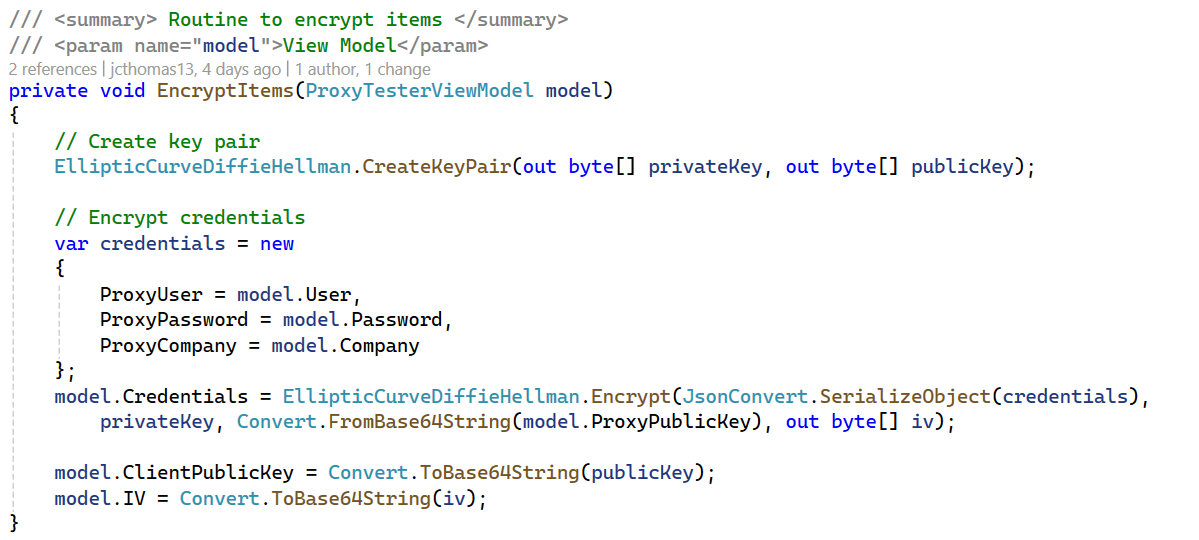 /// <summary> Routine to encrypt items </summary>
/// <param name="model">View Model</param>
2 references | jcthomas13, 4 days ago | 1 author, 1 change
private void EncryptItems(ProxyTesterViewModel model)
{
    // Create key pair
    EllipticCurveDiffieHellman.CreateKeyPair(out byte[] privateKey, out byte[] publicKey);

    // Encrypt credentials
    var credentials = new
    {
        ProxyUser = model.User,
        ProxyPassword = model.Password,
        ProxyCompany = model.Company
    };
    model.Credentials = EllipticCurveDiffieHellman.Encrypt(JsonConvert.SerializeObject(credentials),
        privateKey, Convert.FromBase64String(model.ProxyPublicKey), out byte[] iv);

    model.ClientPublicKey = Convert.ToBase64String(publicKey);
    model.IV = Convert.ToBase64String(iv);
}